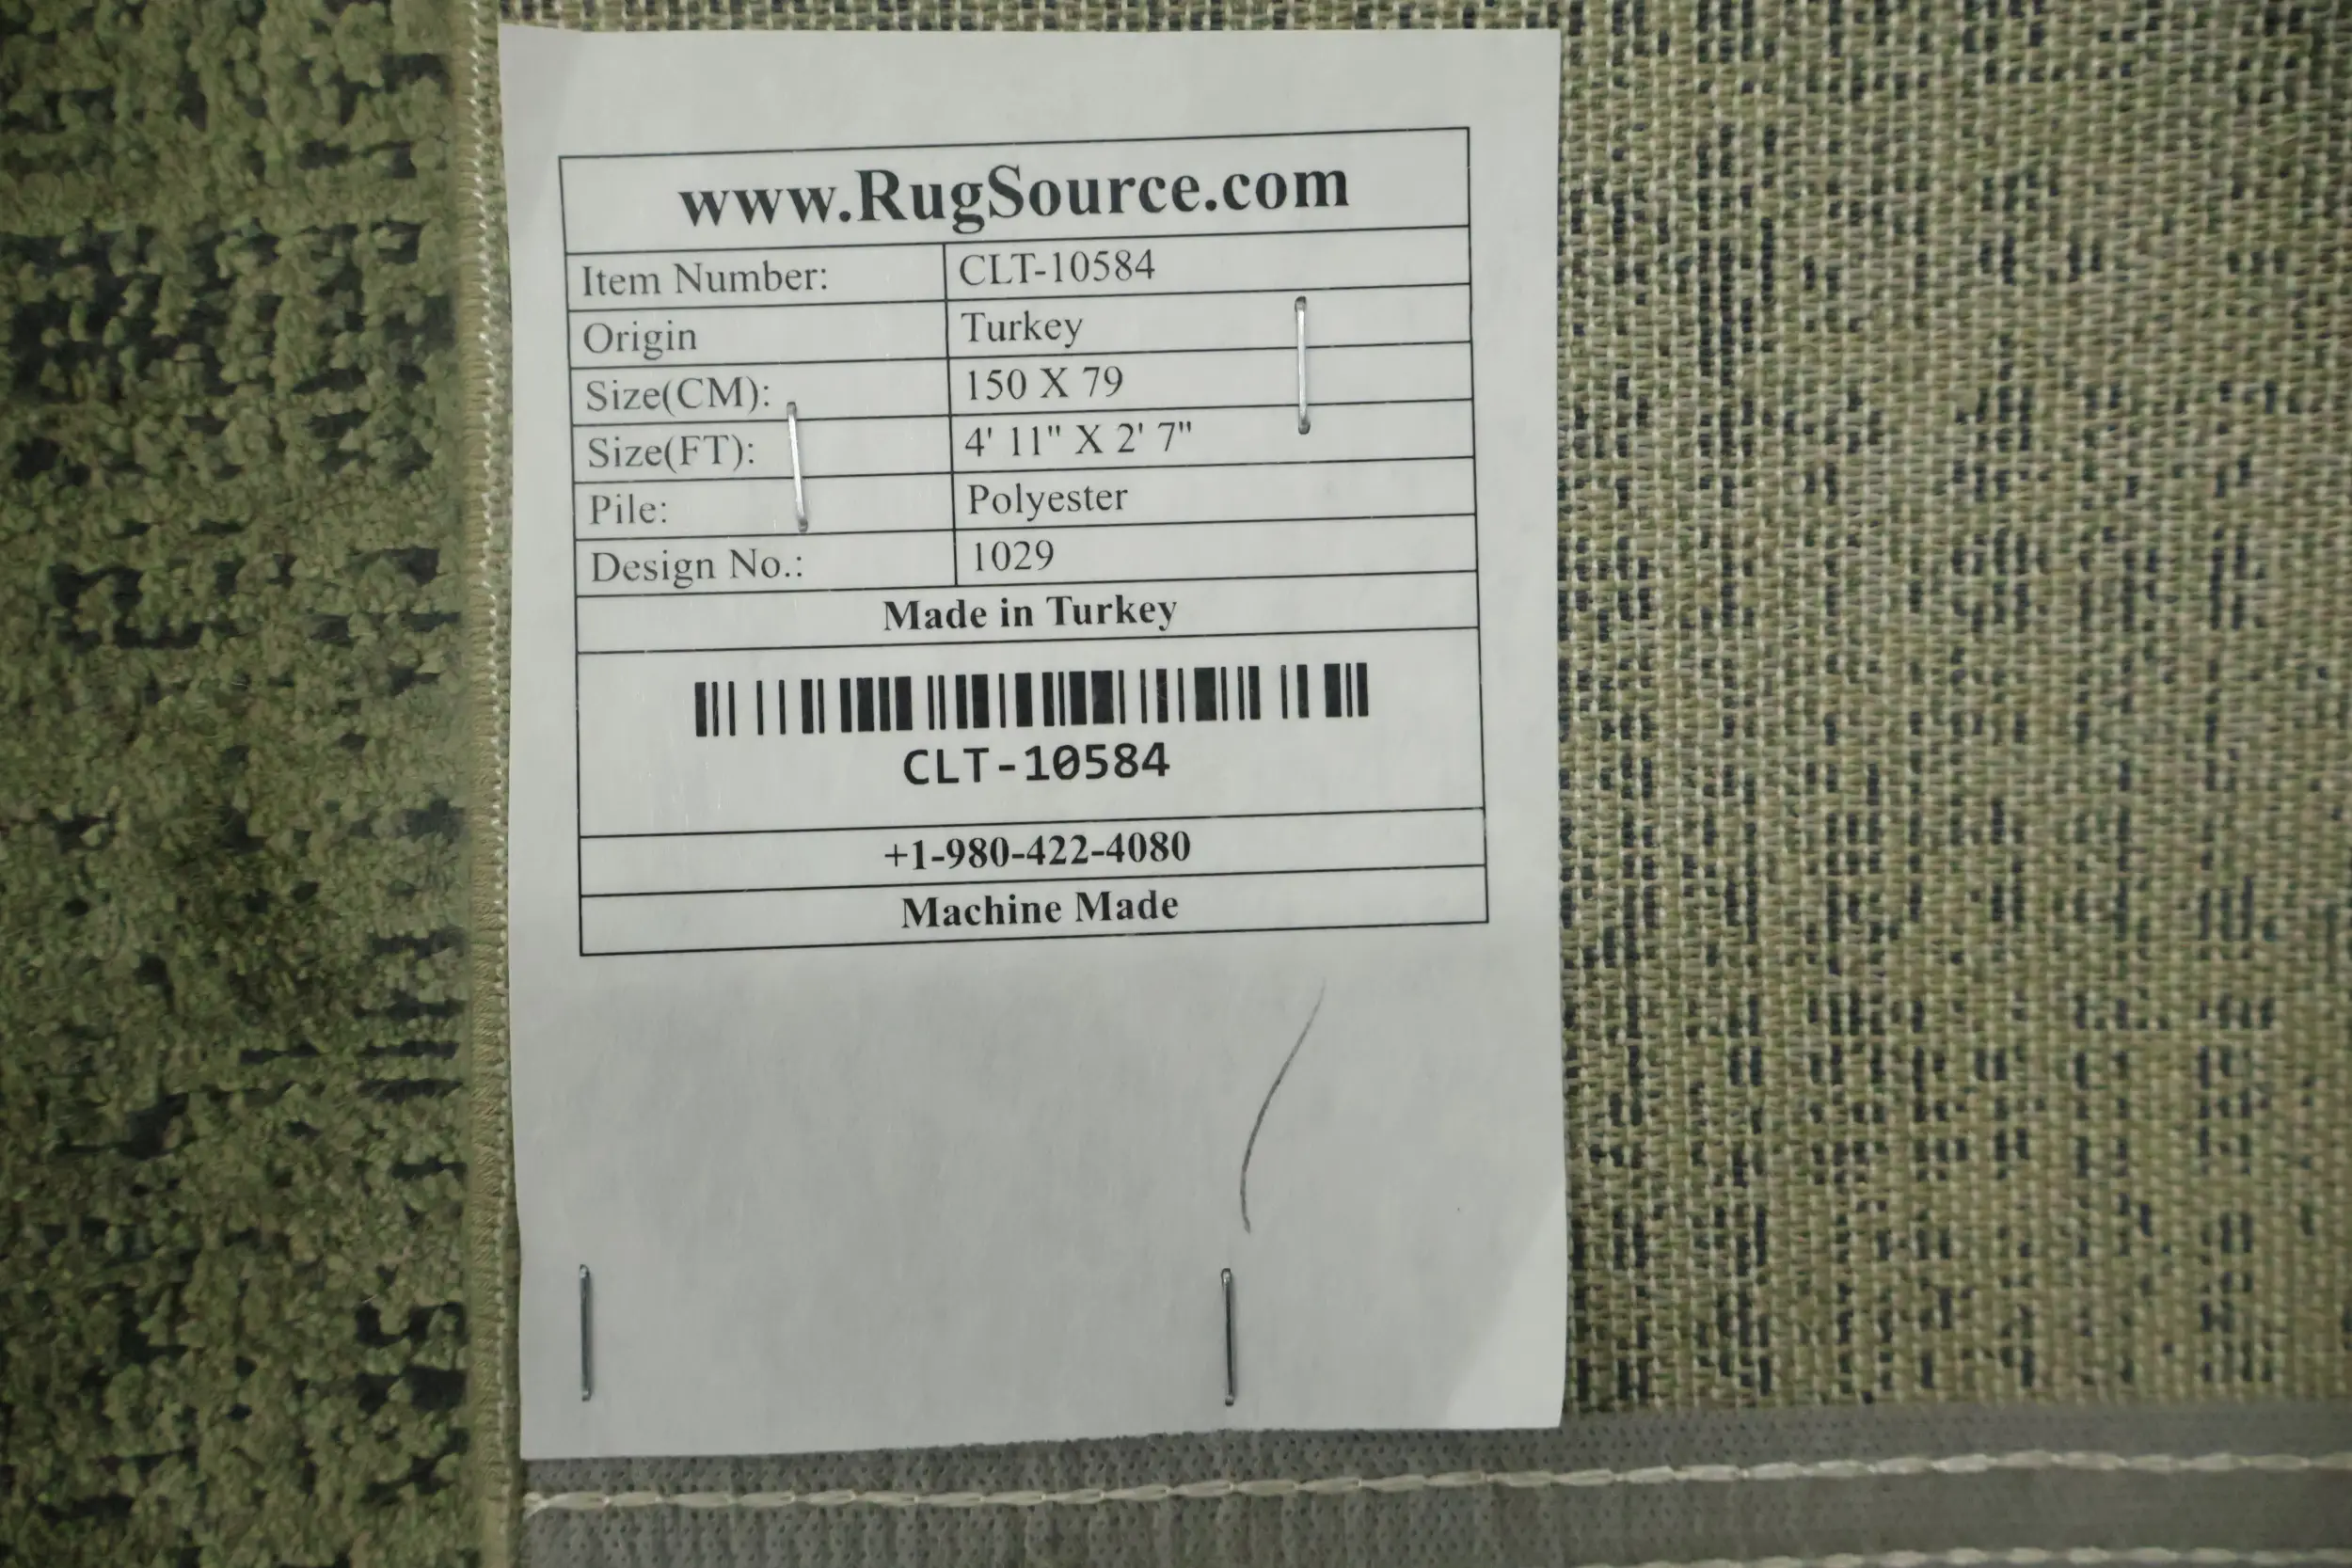 www.RugSource.com
Item Number: CLT-10584
Origin Turkey
Size(CM): 150 X 79
Size(FT): 4' 11" X 2' 7"
Pile: Polyester
Design No.: 1029
Made in Turkey
CLT-10584
+1-980-422-4080
Machine Made